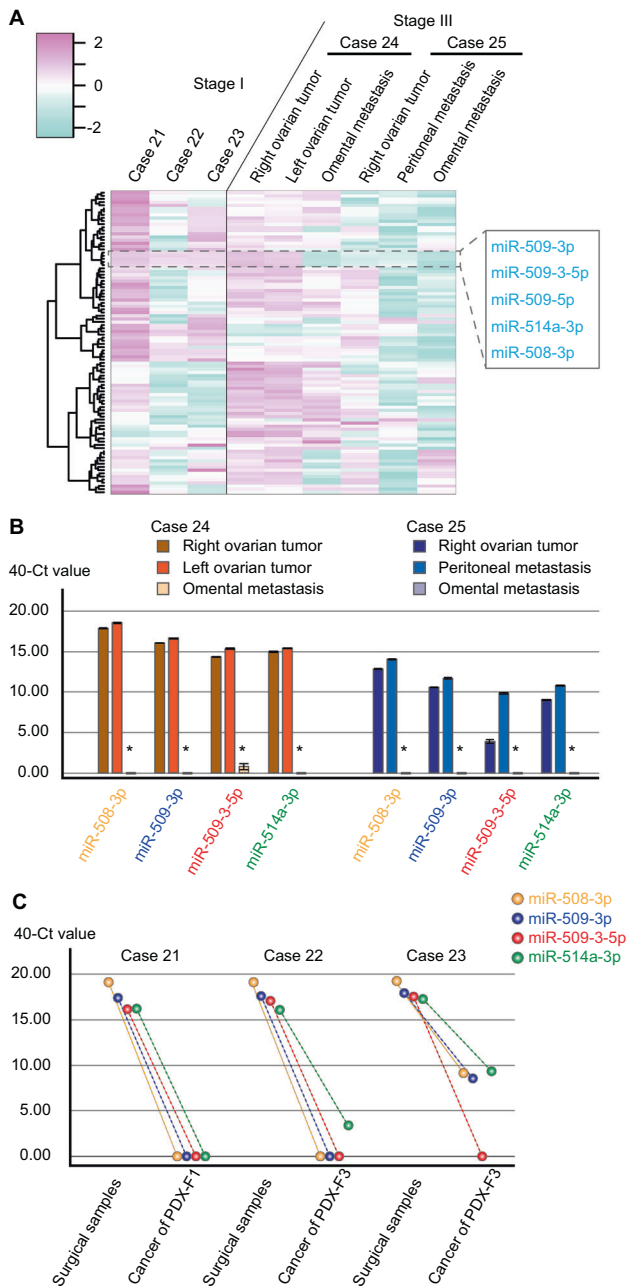 A
2
0
-2
Stage I
Stage III
Case 24
Case 25
Case 21
Case 22
Case 23
Right ovarian tumor
Left ovarian tumor
Omental metastasis
Right ovarian tumor
Peritoneal metastasis
Omental metastasis
miR-509-3p
miR-509-3-5p
miR-509-5p
miR-514a-3p
miR-508-3p
B
Case 24
Right ovarian tumor
Left ovarian tumor
Omental metastasis
Case 25
Right ovarian tumor
Peritoneal metastasis
Omental metastasis
40-Ct value
20.00
15.00
10.00
5.00
0.00
* * * * * * * *
miR-508-3p
miR-509-3p
miR-509-3-5p
miR-514a-3p
miR-508-3p
miR-509-3p
miR-509-3-5p
miR-514a-3p
C
miR-508-3p
miR-509-3p
miR-509-3-5p
miR-514a-3p
40-Ct value
Case 21
Case 22
Case 23
20.00
15.00
10.00
5.00
0.00
Surgical samples
Cancer of PDX-F1
Surgical samples
Cancer of PDX-F3
Surgical samples
Cancer of PDX-F3